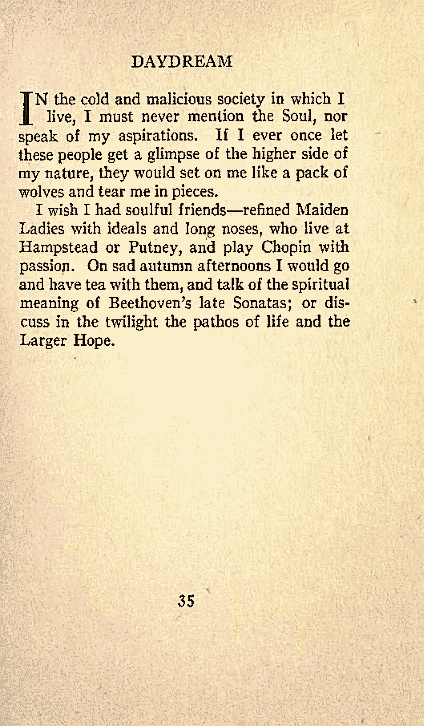 DAYDREAM
IN the cold and malicious society in which I
live, I must never mention the Soul, nor
speak of my aspirations. If I ever once let
these people get a glimpse of the higher side of
my nature, they would set on me like a pack of
wolves and tear me in pieces.
I wish I had soulful friends—refined Maiden
Ladies with ideals and long noses, who live at
Hampstead or Putney, and play Chopin with
passion. On sad autumn afternoons I would go
and have tea with them, and talk of the spiritual
meaning of Beethoven's late Sonatas; or dis-
cuss in the twilight the pathos of life and the
Larger Hope.
35